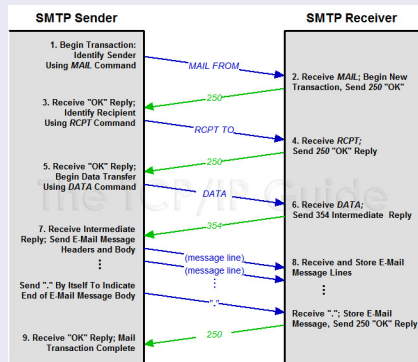 SMTP Sender
SMTP Receiver
1. Begin Transaction:
Identify Sender
Using MAIL Command
MAIL FROM
2. Receive MAIL; Begin New
Transaction, Send 250 "OK"
250
3. Receive "OK" Reply;
Identify Recipient
Using RCPT Command
RCPT TO
4. Receive RCPT;
Send 250 "OK" Reply
250
5. Receive "OK" Reply;
Begin Data Transfer
Using DATA Command
DATA
6. Receive DATA;
Send 354 Intermediate Reply
The TCP/IP Guide
354
7. Receive Intermediate
Reply; Send E-Mail Message
Headers and Body
(message line)
(message line)
8. Receive and Store E-Mail
Message Lines
Send "." By Itself To Indicate
End of E-Mail Message Body
"."
Receive "."; Store E-Mail
Message, Send 250 "OK" Reply
250
9. Receive "OK" Reply; Mail
Transaction Complete